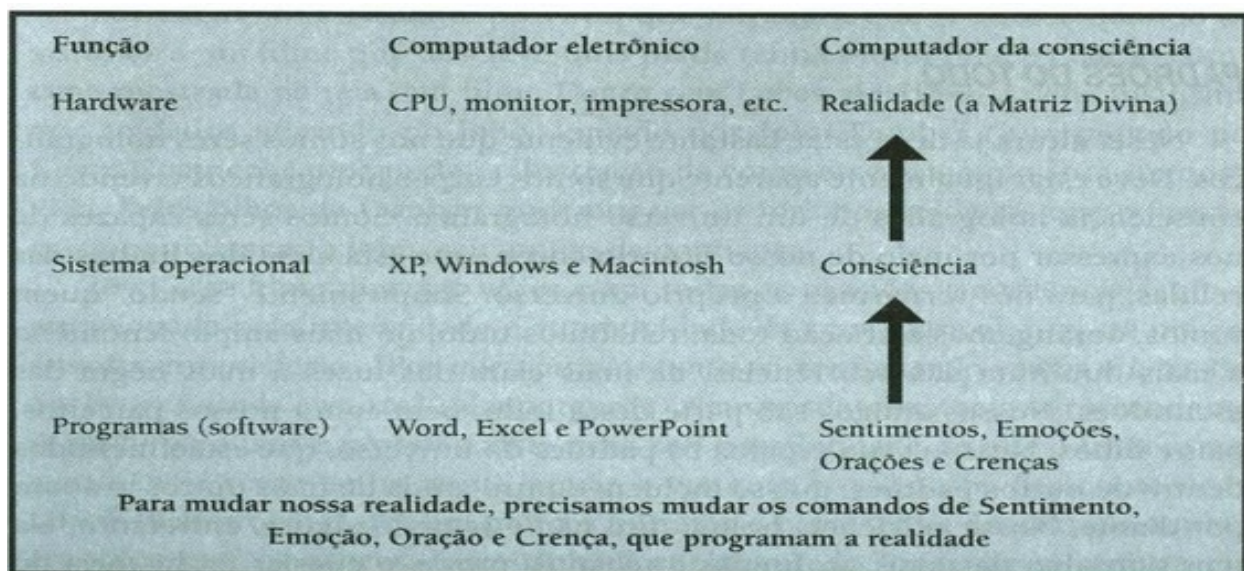 Função Computador eletrônico Computador da consciência
Hardware CPU, monitor, impressora, etc. Realidade (a Matriz Divina)
Sistema operacional XP, Windows e Macintosh Consciência
Programas (software) Word, Excel e PowerPoint Sentimentos, Emoções,
Orações e Crenças
Para mudar nossa realidade, precisamos mudar os comandos de Sentimento,
Emoção, Oração e Crença, que programam a realidade